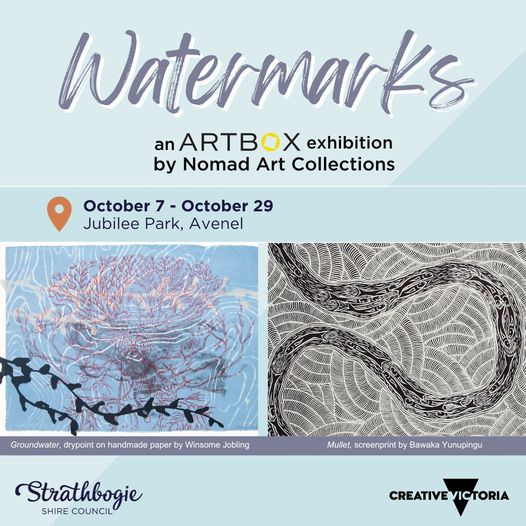 Watermarks
an ARTBOX exhibition
by Nomad Art Collections
October 7 - October 29
Jubilee Park, Avenel
Groundwater, drypoint on handmade paper by Winsome Jobling
Mullet, screenprint by Bawaka Yunupingu
Strathbogie
SHIRE COUNCIL
CREATIVE VICTORIA